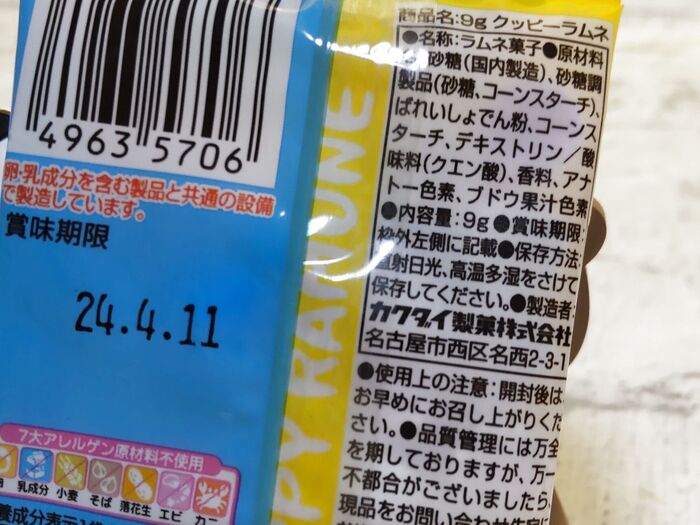 4963 5706
卵・乳成分を含む製品と共通の設備
で製造しています。
賞味期限
24.4.11
7大アレルゲン原材料不使用
乳成分 小麦 そば 落花生 エビ カニ
養成分表示
PY RAMUNE
商品名:9g クッピーラムネ
●名称:ラムネ菓子●原材料
砂糖(国内製造)、砂糖調
製品(砂糖、コーンスターチ)、
ばれいしょでん粉、コーンス
ターチ、デキストリン/酸
味料(クエン酸)、香料、アナ
トー色素、ブドウ果汁色素
●内容量:9g●賞味期限:
枠外左側に記載●保存方法:
直射日光、高温多湿をさけて
保存してください。●製造者:
カクダイ製菓株式会社
名古屋市西区名西2-3-1
●使用上の注意:開封後は
お早めにお召し上がりくだ
さい。●品質管理には万全
を期しておりますが、万一
不都合がございましたら
現品をお問い合わせ